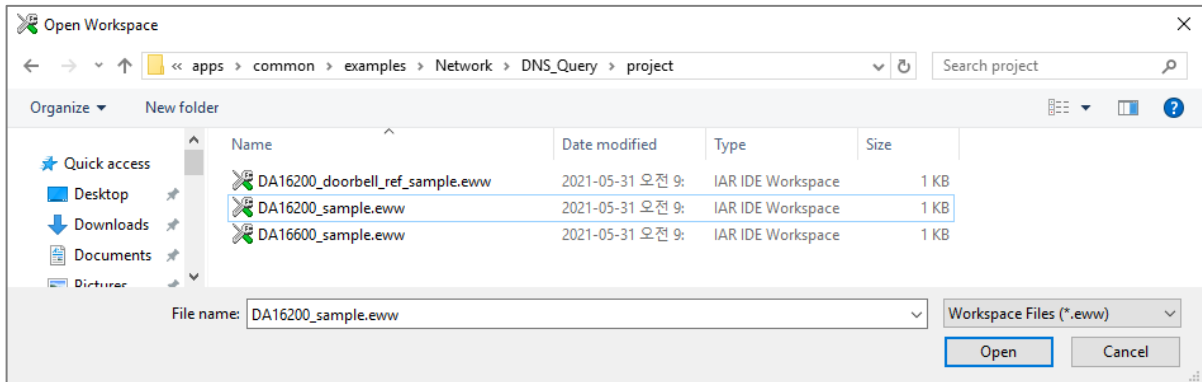 Open Workspace
« apps > common > examples > Network > DNS_Query > project
Search project
Organize
New folder
Name Date modified Type Size
Quick access
Desktop
Downloads
Documents
Pictures
DA16200_doorbell_ref_sample.eww 2021-05-31 오전 9: IAR IDE Workspace 1 KB
DA16200_sample.eww 2021-05-31 오전 9: IAR IDE Workspace 1 KB
DA16600_sample.eww 2021-05-31 오전 9: IAR IDE Workspace 1 KB
File name: DA16200_sample.eww
Workspace Files (*.eww)
Open Cancel